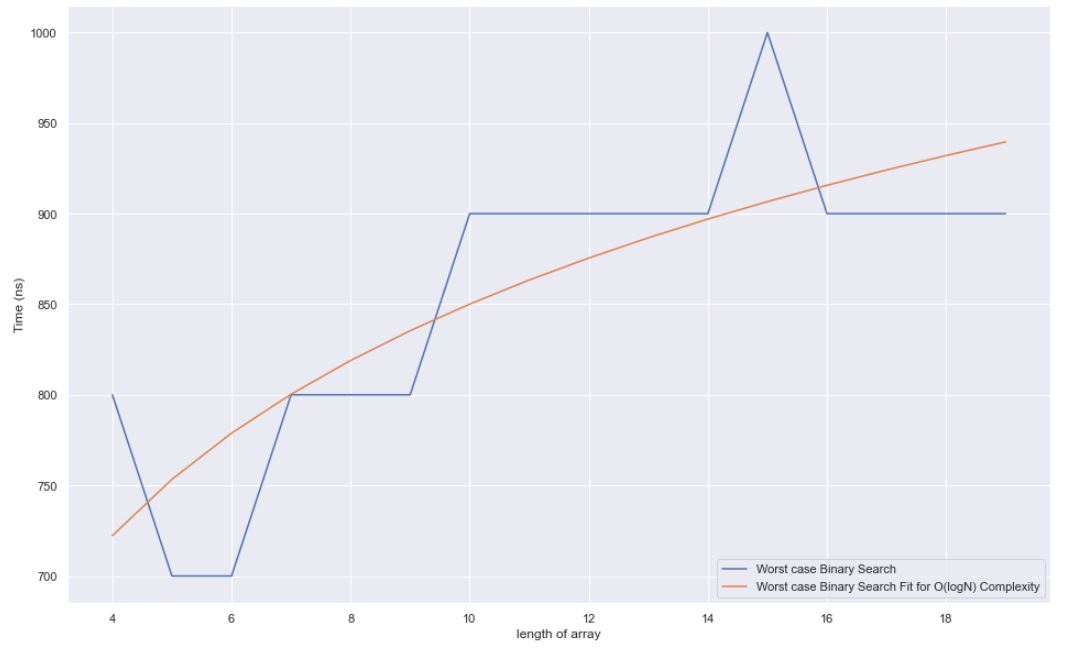 1000
950
900
850
800
750
700
Time (ns)
4 6 8 10 12 14 16 18
length of array
Worst case Binary Search
Worst case Binary Search Fit for O(logN) Complexity